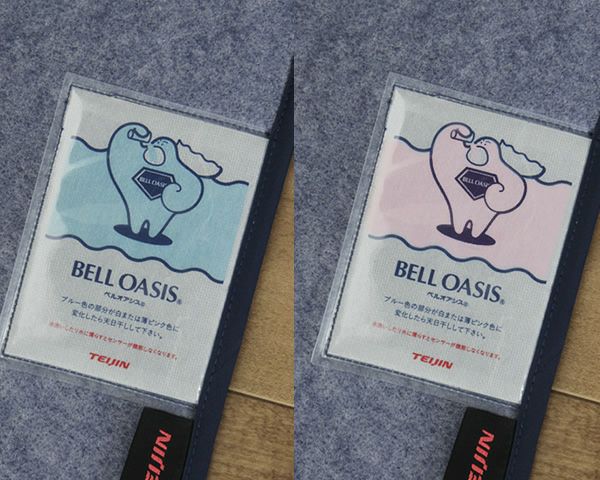 BELL OASIS
BELL OASIS®
ベルオアシス®
ブルー色の部分が白または薄ピンク色に
変化したら天日干しして下さい。
TEIJIN
TEIJIN
BELL OASIS
BELL OASIS®
ベルオアシス®
ブルー色の部分が白または薄ピンク色に
変化したら天日干しして下さい。
TEIJIN
TEIJIN